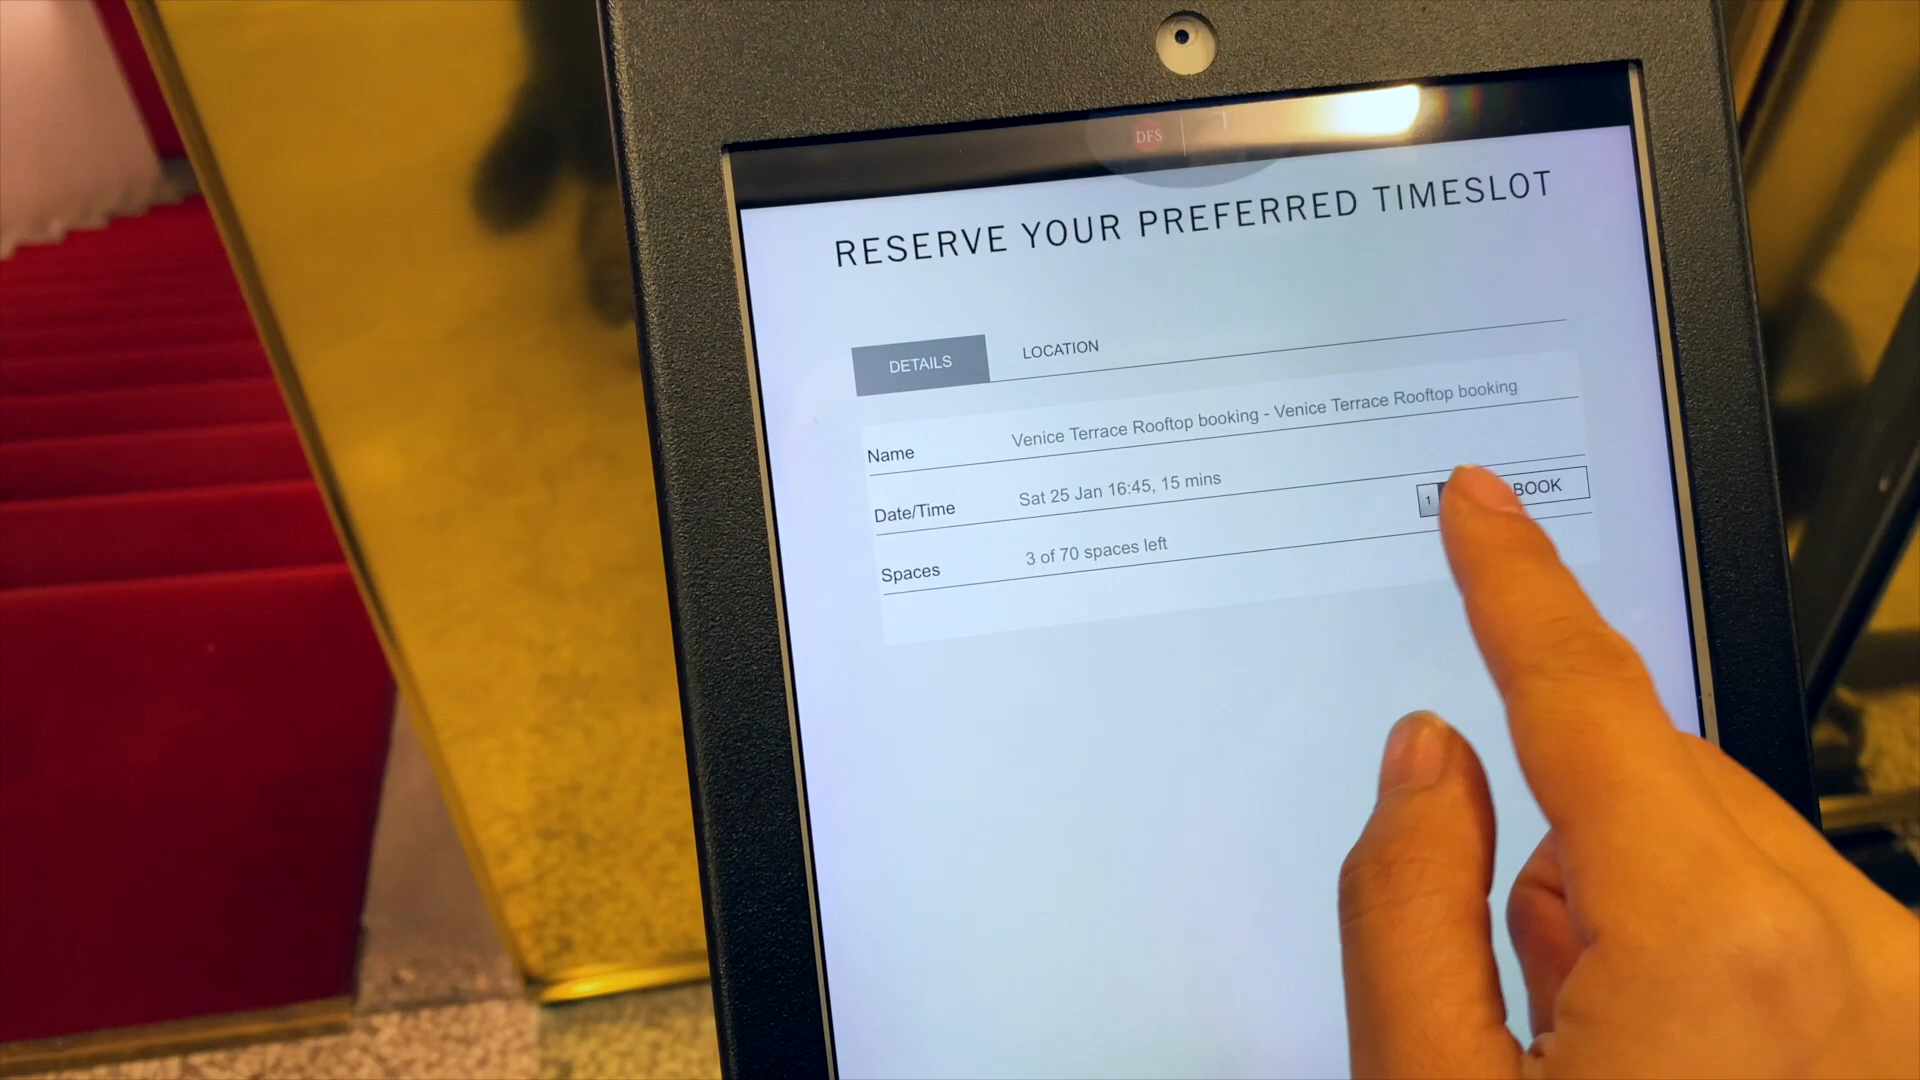 DFS
RESERVE YOUR PREFERRED TIMESLOT
DETAILS LOCATION
Name Venice Terrace Rooftop booking - Venice Terrace Rooftop booking
Date/Time Sat 25 Jan 16:45, 15 mins
1 BOOK
Spaces 3 of 70 spaces left